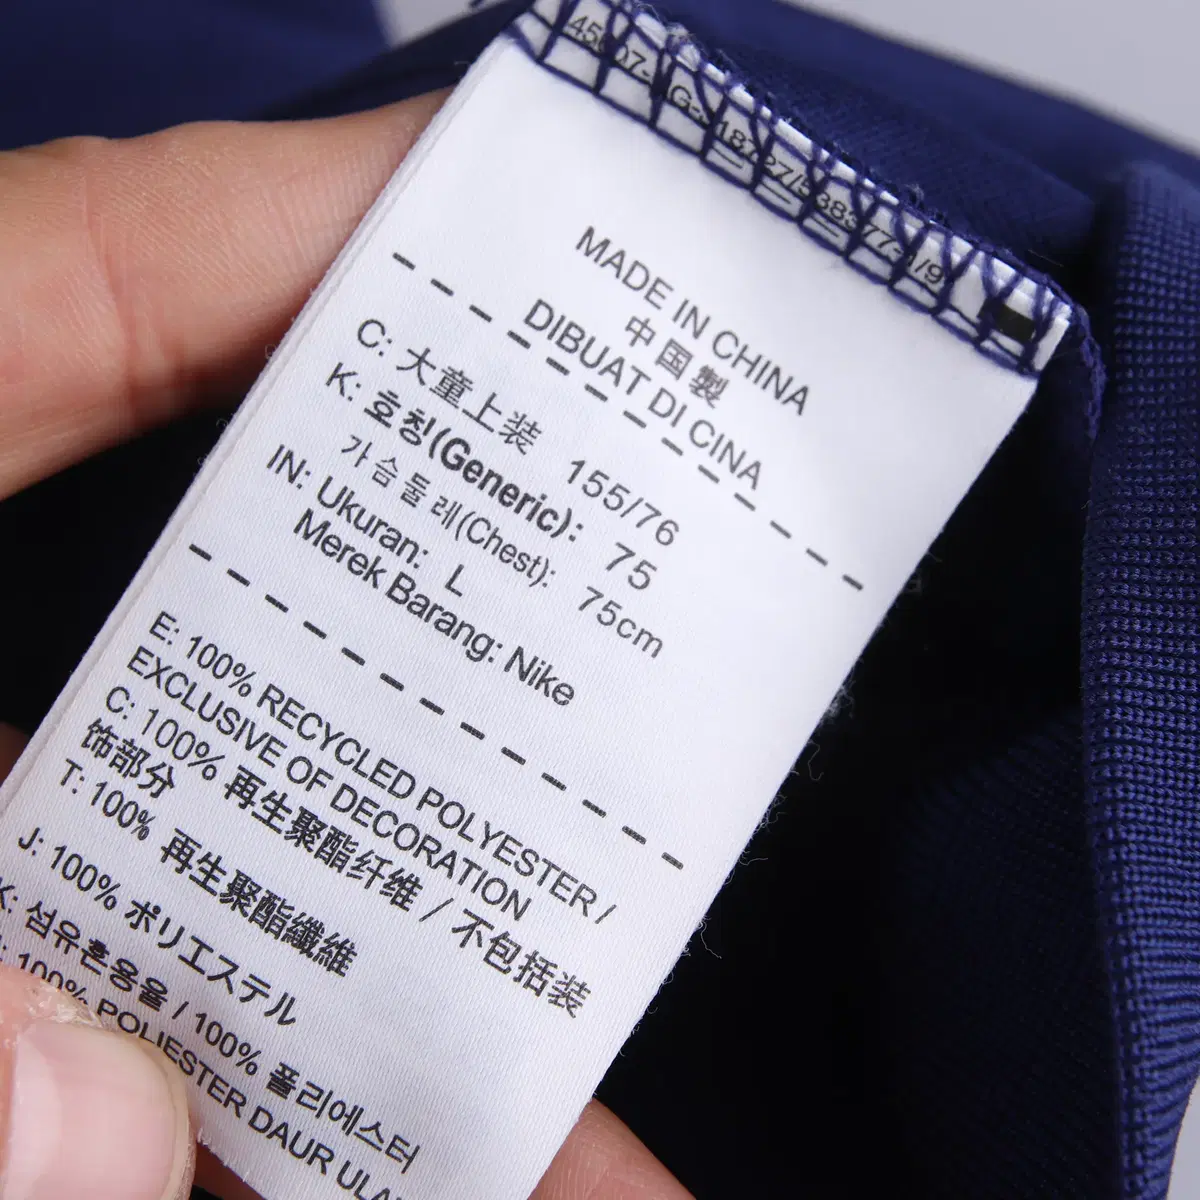 MADE IN CHINA
中国製
DIBUAT DI CINA
C: 大童上装 155/76
K: 호칭(Generic): 75
가슴둘레(Chest): 75cm
IN: Ukuran: L
Merek Barang: Nike
E: 100% RECYCLED POLYESTER /
EXCLUSIVE OF DECORATION
C: 100% 再生聚酯纤维 / 不包括装
饰部分
T: 100% 再生聚酯纖維
J: 100% ポリエステル
K: 섬유혼용율 / 100% 폴리에스터
100% POLIESTER DAUR